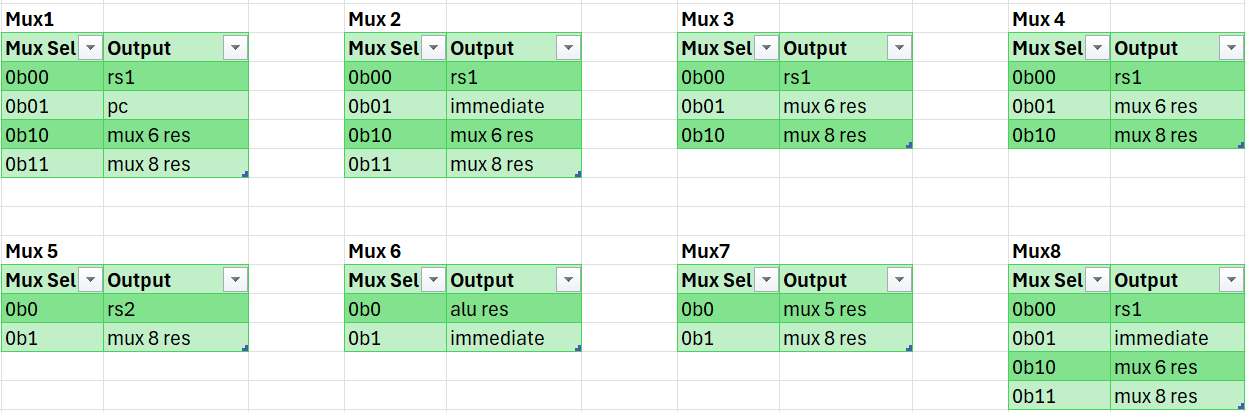 Mux1 Mux 2 Mux 3 Mux 4
Mux Sel Output Mux Sel Output Mux Sel Output Mux Sel Output
0b00 rs1 0b00 rs1 0b00 rs1 0b00 rs1
0b01 pc 0b01 immediate 0b01 mux 6 res 0b01 mux 6 res
0b10 mux 6 res 0b10 mux 6 res 0b10 mux 8 res 0b10 mux 8 res
0b11 mux 8 res 0b11 mux 8 res
Mux 5 Mux 6 Mux7 Mux8
Mux Sel Output Mux Sel Output Mux Sel Output Mux Sel Output
0b0 rs2 0b0 alu res 0b0 mux 5 res 0b00 rs1
0b1 mux 8 res 0b1 immediate 0b1 mux 8 res 0b01 immediate
0b10 mux 6 res
0b11 mux 8 res